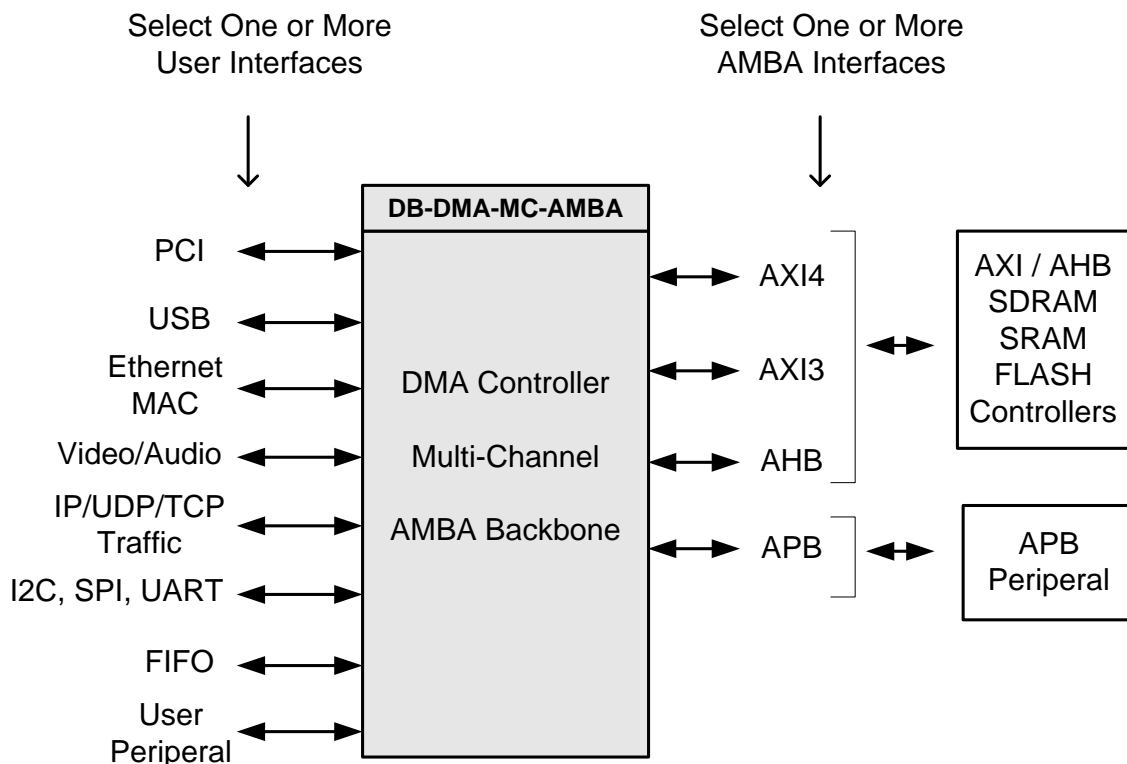 Select One or More
User Interfaces
Select One or More
AMBA Interfaces
DB-DMA-MC-AMBA
PCI
USB
Ethernet
MAC
Video/Audio
IP/UDP/TCP
Traffic
I2C, SPI, UART
FIFO
User
Periperal
DMA Controller
Multi-Channel
AMBA Backbone
AXI4
AXI3
AHB
APB
AXI / AHB
SDRAM
SRAM
FLASH
Controllers
APB
Periperal